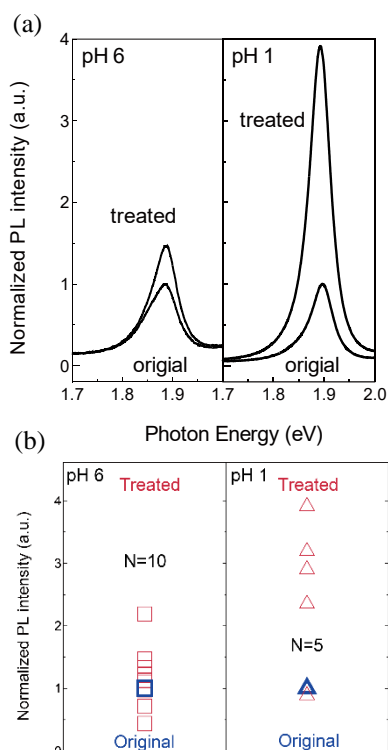 (a)
pH 6
pH 1
Normalized PL intensity (a.u.)
4
3
2
1
0
treated
treated
origial
origial
1.7
1.8
1.9
1.7
1.8
1.9
2.0
Photon Energy (eV)
(b)
pH 6
pH 1
Normalized PL intensity (a.u.)
4
3
2
1
0
Treated
Treated
N=10
N=5
Original
Original